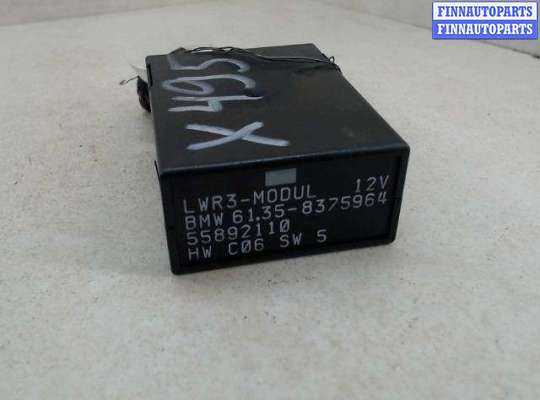 FINNAUTOPARTS
FINNAUTOPARTS
X495
LWR3-MODUL 12V
BMW 61.35-8375964
55892110
HW C06 SW 5